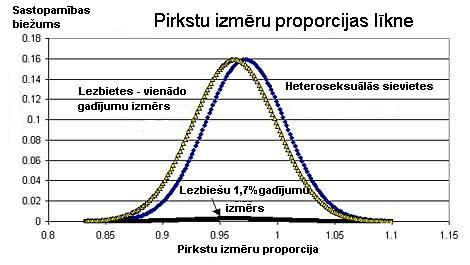 Sastopamības
biežums
Pirkstu izmēru proporcijas līkne
0.18
0.16
0.14
0.12
0.1
0.08
0.06
0.04
0.02
0
Lezbietes - vienādo
gadījumu izmērs
Heteroseksuālās sievietes
Lezbiešu 1,7% gadījumu
izmērs
0.8
0.9
0.95
1
1.05
1.1
1.15
Pirkstu izmēru proporcija